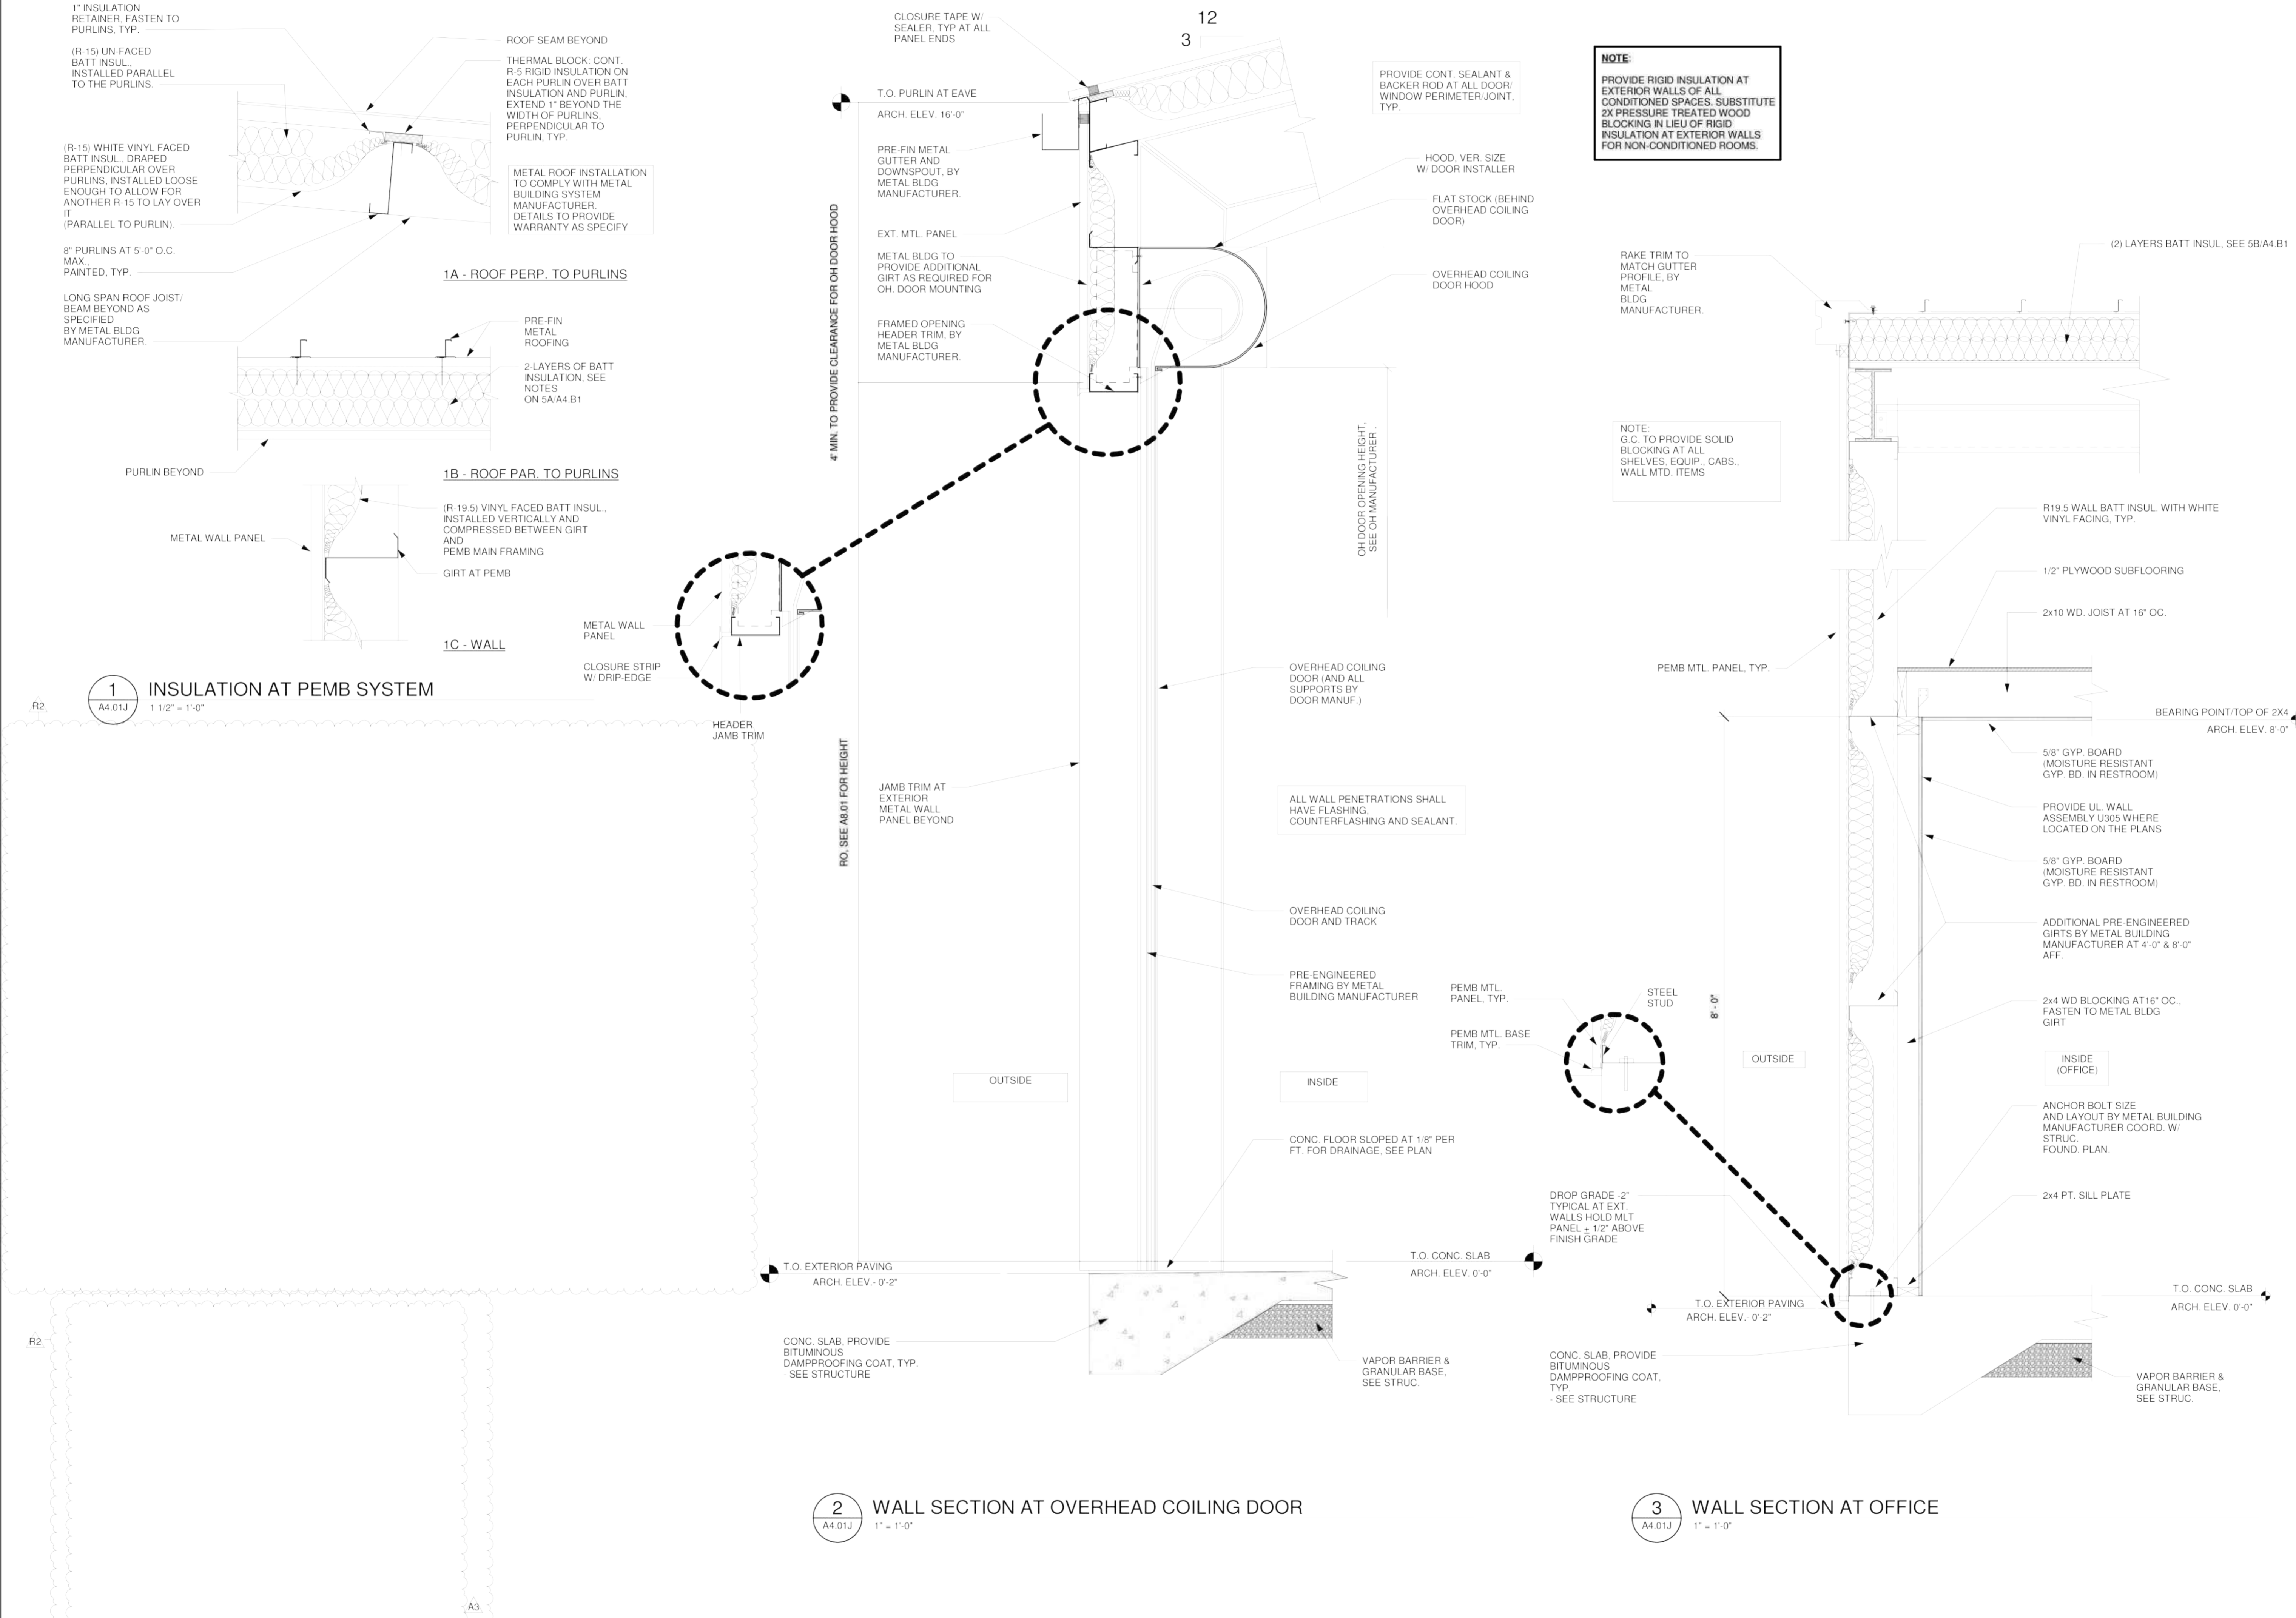 1" INSULATION
RETAINER, FASTEN TO
PURLINS, TYP.
(R-15) UN-FACED
BATT INSUL.,
INSTALLED PARALLEL
TO THE PURLINS.
(R-15) WHITE VINYL FACED
BATT INSUL., DRAPED
PERPENDICULAR OVER
PURLINS, INSTALLED LOOSE
ENOUGH TO ALLOW FOR
ANOTHER R-15 TO LAY OVER
IT
(PARALLEL TO PURLIN).
8" PURLINS AT 5'-0" O.C.
MAX.,
PAINTED, TYP.
LONG SPAN ROOF JOIST/
BEAM BEYOND AS
SPECIFIED
BY METAL BLDG
MANUFACTURER.
ROOF SEAM BEYOND
THERMAL BLOCK: CONT.
R-5 RIGID INSULATION ON
EACH PURLIN OVER BATT
INSULATION AND PURLIN,
EXTEND 1" BEYOND THE
WIDTH OF PURLINS,
PERPENDICULAR TO
PURLIN, TYP.
METAL ROOF INSTALLATION
TO COMPLY WITH METAL
BUILDING SYSTEM
MANUFACTURER.
DETAILS TO PROVIDE
WARRANTY AS SPECIFY
1A - ROOF PERP. TO PURLINS
PRE-FIN
METAL
ROOFING
2-LAYERS OF BATT
INSULATION, SEE
NOTES
ON 5A/A4.B1
PURLIN BEYOND
1B - ROOF PAR. TO PURLINS
(R-19.5) VINYL FACED BATT INSUL.,
INSTALLED VERTICALLY AND
COMPRESSED BETWEEN GIRT
AND
PEMB MAIN FRAMING
METAL WALL PANEL
GIRT AT PEMB
1C - WALL
1
A4.01J
INSULATION AT PEMB SYSTEM
1 1/2" = 1'-0"
R2
R2
A3
CLOSURE TAPE W/
SEALER, TYP AT ALL
PANEL ENDS
12
3
T.O. PURLIN AT EAVE
ARCH. ELEV. 16'-0"
PRE-FIN METAL
GUTTER AND
DOWNSPOUT, BY
METAL BLDG
MANUFACTURER.
EXT. MTL. PANEL
METAL BLDG TO
PROVIDE ADDITIONAL
GIRT AS REQUIRED FOR
OH. DOOR MOUNTING
FRAMED OPENING
HEADER TRIM, BY
METAL BLDG
MANUFACTURER.
4' MIN. TO PROVIDE CLEARANCE FOR OH DOOR HOOD
PROVIDE CONT. SEALANT &
BACKER ROD AT ALL DOOR/
WINDOW PERIMETER/JOINT,
TYP.
HOOD, VER. SIZE
W/ DOOR INSTALLER
FLAT STOCK (BEHIND
OVERHEAD COILING
DOOR)
OVERHEAD COILING
DOOR HOOD
OH DOOR OPENING HEIGHT,
SEE OH MANUFACTURER .
METAL WALL
PANEL
CLOSURE STRIP
W/ DRIP-EDGE
HEADER
JAMB TRIM
RO, SEE A8.01 FOR HEIGHT
JAMB TRIM AT
EXTERIOR
METAL WALL
PANEL BEYOND
OVERHEAD COILING
DOOR (AND ALL
SUPPORTS BY
DOOR MANUF.)
ALL WALL PENETRATIONS SHALL
HAVE FLASHING,
COUNTERFLASHING AND SEALANT.
OVERHEAD COILING
DOOR AND TRACK
PRE-ENGINEERED
FRAMING BY METAL
BUILDING MANUFACTURER
OUTSIDE
INSIDE
CONC. FLOOR SLOPED AT 1/8" PER
FT. FOR DRAINAGE, SEE PLAN
T.O. EXTERIOR PAVING
ARCH. ELEV.- 0'-2"
T.O. CONC. SLAB
ARCH. ELEV. 0'-0"
CONC. SLAB, PROVIDE
BITUMINOUS
DAMPPROOFING COAT, TYP.
- SEE STRUCTURE
VAPOR BARRIER &
GRANULAR BASE,
SEE STRUC.
2
A4.01J
WALL SECTION AT OVERHEAD COILING DOOR
1" = 1'-0"
NOTE:
PROVIDE RIGID INSULATION AT
EXTERIOR WALLS OF ALL
CONDITIONED SPACES. SUBSTITUTE
2X PRESSURE TREATED WOOD
BLOCKING IN LIEU OF RIGID
INSULATION AT EXTERIOR WALLS
FOR NON-CONDITIONED ROOMS.
RAKE TRIM TO
MATCH GUTTER
PROFILE, BY
METAL
BLDG
MANUFACTURER.
(2) LAYERS BATT INSUL, SEE 5B/A4.B1
NOTE:
G.C. TO PROVIDE SOLID
BLOCKING AT ALL
SHELVES, EQUIP., CABS.,
WALL MTD. ITEMS
R19.5 WALL BATT INSUL. WITH WHITE
VINYL FACING, TYP.
1/2" PLYWOOD SUBFLOORING
2x10 WD. JOIST AT 16" OC.
PEMB MTL. PANEL, TYP.
BEARING POINT/TOP OF 2X4
ARCH. ELEV. 8'-0"
5/8" GYP. BOARD
(MOISTURE RESISTANT
GYP. BD. IN RESTROOM)
PROVIDE UL. WALL
ASSEMBLY U305 WHERE
LOCATED ON THE PLANS
5/8" GYP. BOARD
(MOISTURE RESISTANT
GYP. BD. IN RESTROOM)
ADDITIONAL PRE-ENGINEERED
GIRTS BY METAL BUILDING
MANUFACTURER AT 4'-0" & 8'-0"
AFF.
PEMB MTL.
PANEL, TYP.
STEEL
STUD
PEMB MTL. BASE
TRIM, TYP.
8' - 0"
2x4 WD BLOCKING AT16" OC.,
FASTEN TO METAL BLDG
GIRT
OUTSIDE
INSIDE
(OFFICE)
ANCHOR BOLT SIZE
AND LAYOUT BY METAL BUILDING
MANUFACTURER COORD. W/
STRUC.
FOUND. PLAN.
2x4 PT. SILL PLATE
DROP GRADE -2"
TYPICAL AT EXT.
WALLS HOLD MLT
PANEL ± 1/2" ABOVE
FINISH GRADE
T.O. EXTERIOR PAVING
ARCH. ELEV.- 0'-2"
T.O. CONC. SLAB
ARCH. ELEV. 0'-0"
CONC. SLAB, PROVIDE
BITUMINOUS
DAMPPROOFING COAT,
TYP.
- SEE STRUCTURE
VAPOR BARRIER &
GRANULAR BASE,
SEE STRUC.
3
A4.01J
WALL SECTION AT OFFICE
1" = 1'-0"